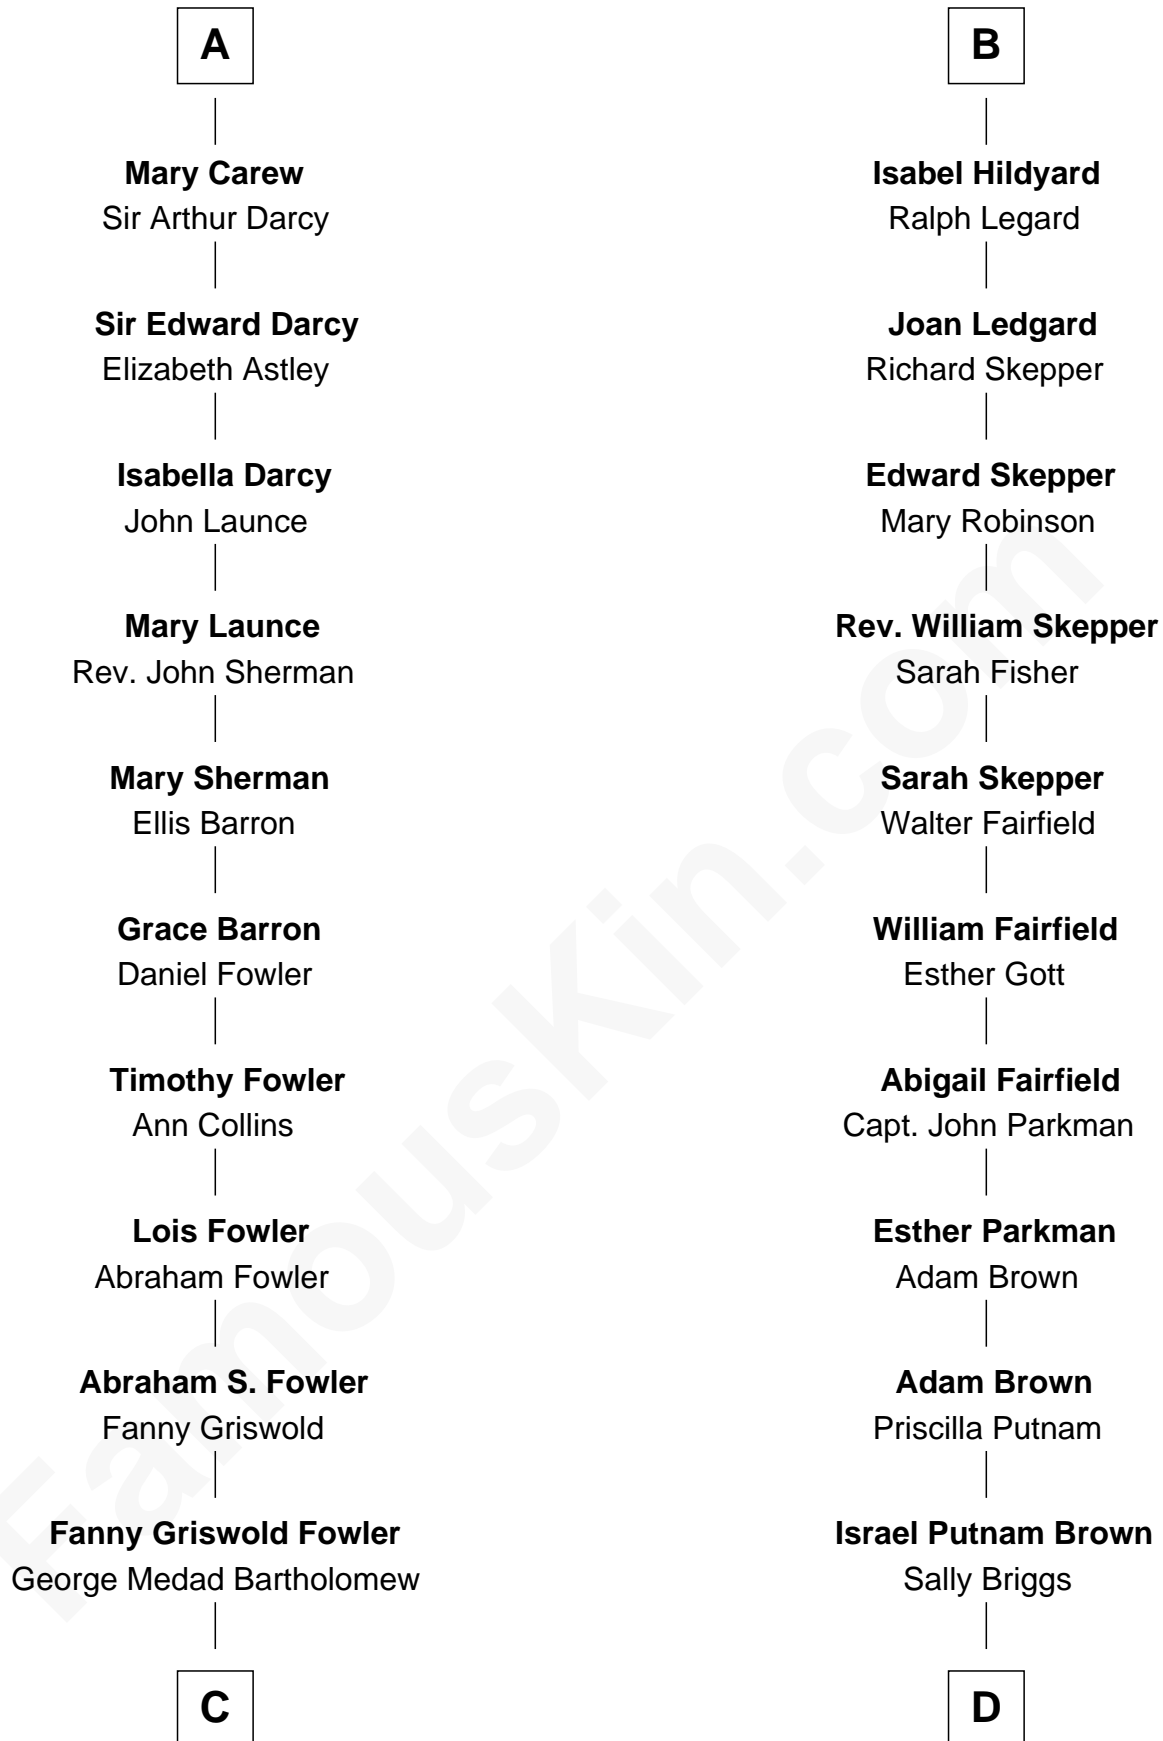 A
Mary Carew
Sir Arthur Darcy
Sir Edward Darcy
Elizabeth Astley
Isabella Darcy
John Launce
Mary Launce
Rev. John Sherman
Mary Sherman
Ellis Barron
Grace Barron
Daniel Fowler
Timothy Fowler
Ann Collins
Lois Fowler
Abraham Fowler
Abraham S. Fowler
Fanny Griswold
Fanny Griswold Fowler
George Medad Bartholomew
C
B
Isabel Hildyard
Ralph Legard
Joan Ledgard
Richard Skepper
Edward Skepper
Mary Robinson
Rev. William Skepper
Sarah Fisher
Sarah Skepper
Walter Fairfield
William Fairfield
Esther Gott
Abigail Fairfield
Capt. John Parkman
Esther Parkman
Adam Brown
Adam Brown
Priscilla Putnam
Israel Putnam Brown
Sally Briggs
D
FamousKin.com